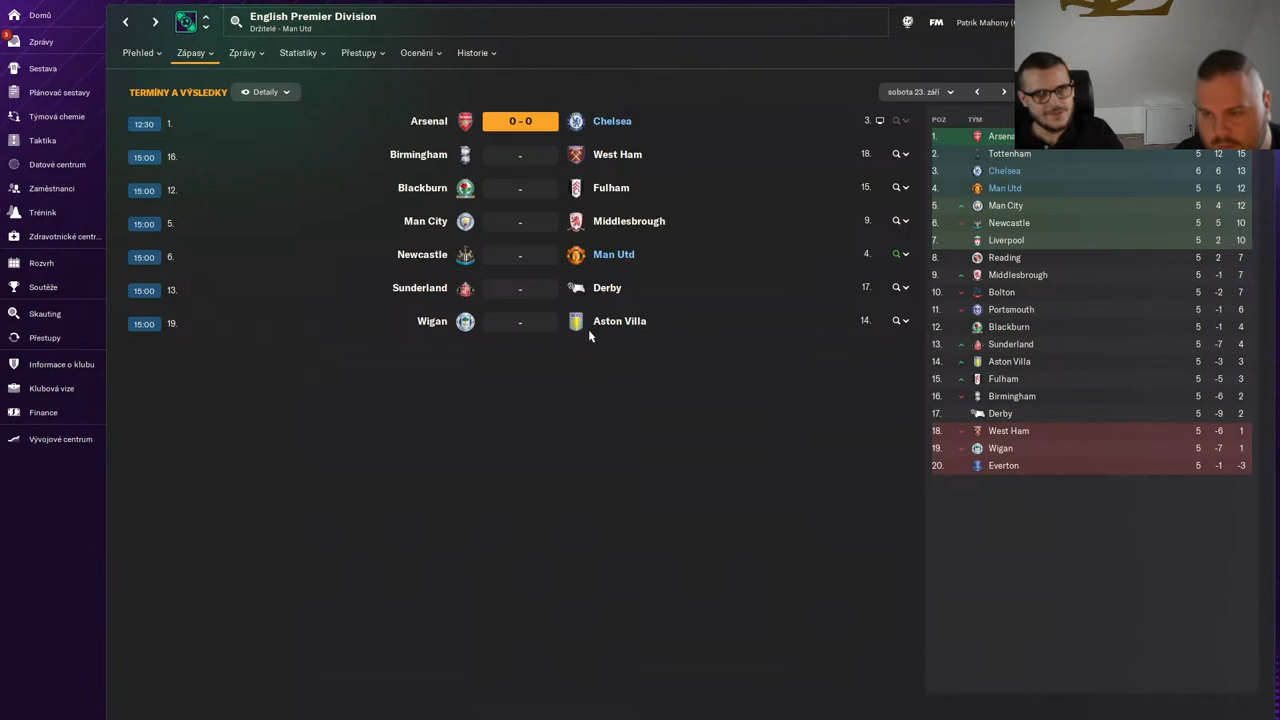 Domů
English Premier Division
Držitelé - Man Utd
FM
3
Zprávy
Přehled
Zápasy
Zprávy
Statistiky
Přestupy
Ocenění
Historie
Sestava
Plánovač setavy
Týmová chemie
Taktika
Datové centrum
Zaměstnanci
Trénink
Zdravotnické centr...
Rozvrh
Soutěže
Skauting
Přestupy
Informace o klubu
Klubová vize
Finance
Vývojové centrum
TERMÍNY A VÝSLEDKY
Detaily
sobota 23. září
12:30 1. Arsenal 0 - 0 Chelsea 3.
15:00 16. Birmingham - West Ham 18.
15:00 12. Blackburn - Fulham 15.
15:00 5. Man City - Middlesbrough 9.
15:00 6. Newcastle - Man Utd 4.
15:00 13. Sunderland - Derby 17.
15:00 19. Wigan - Aston Villa 14.
POZ TÝM
1.
2. Tottenham 5 12 15
3. Chelsea 6 6 13
4. Man Utd 5 5 12
5. Man City 5 4 12
6. Newcastle 5 5 10
7. Liverpool 5 2 10
8. Reading 5 2 7
9. Middlesbrough 5 -1 7
10. Bolton 5 -2 7
11. Portsmouth 5 -1 6
12. Blackburn 5 -1 4
13. Sunderland 5 -7 4
14. Aston Villa 5 -3 3
15. Fulham 5 -5 3
16. Birmingham 5 -6 2
17. Derby 5 -9 2
18. West Ham 5 -6 1
19. Wigan 5 -7 1
20. Everton 5 -1 -3
Patrik Mahony